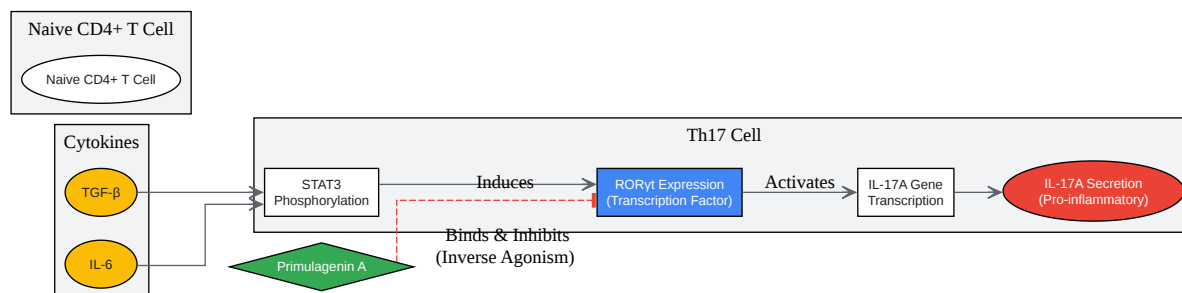 Naive CD4+ T Cell
Naive CD4+ T Cell
Cytokines
TGF-β
IL-6
Th17 Cell
STAT3
Phosphorylation
Induces
RORγt Expression
(Transcription Factor)
Activates
IL-17A Gene
Transcription
IL-17A Secretion
(Pro-inflammatory)
Primulagenin A
Binds & Inhibits
(Inverse Agonism)